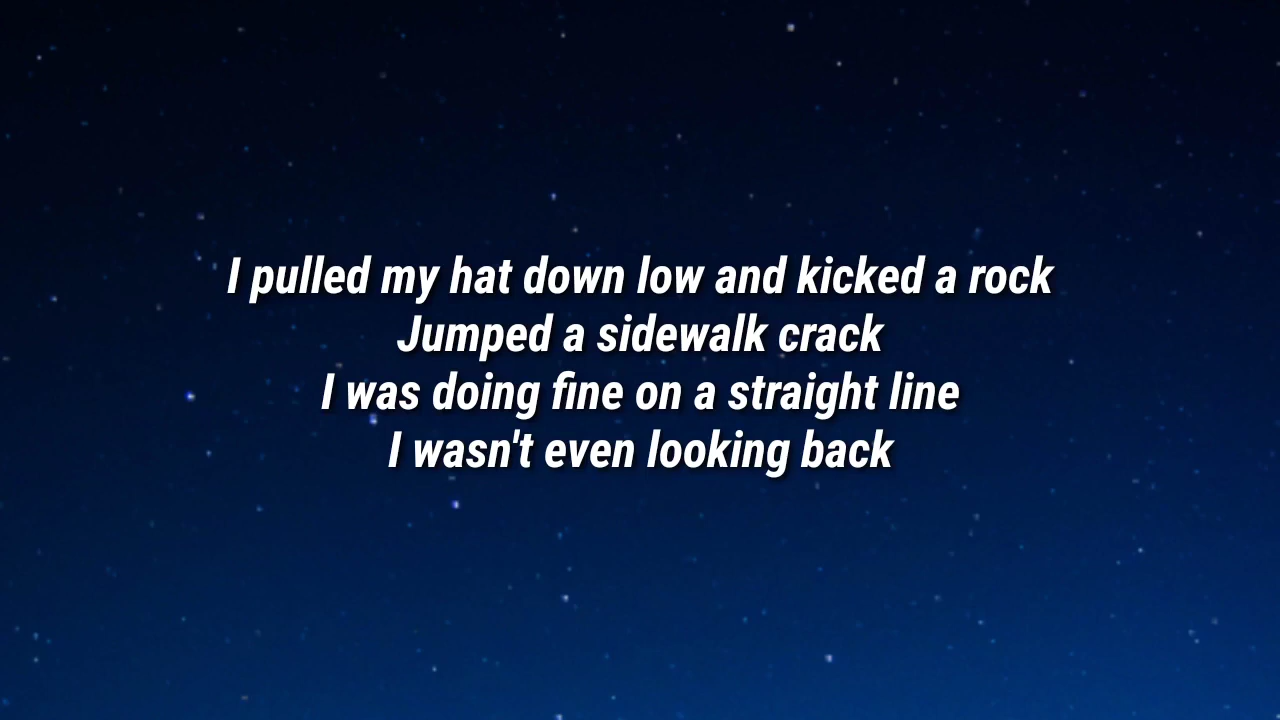 I pulled my hat down low and kicked a rock
Jumped a sidewalk crack
I was doing fine on a straight line
I wasn't even looking back